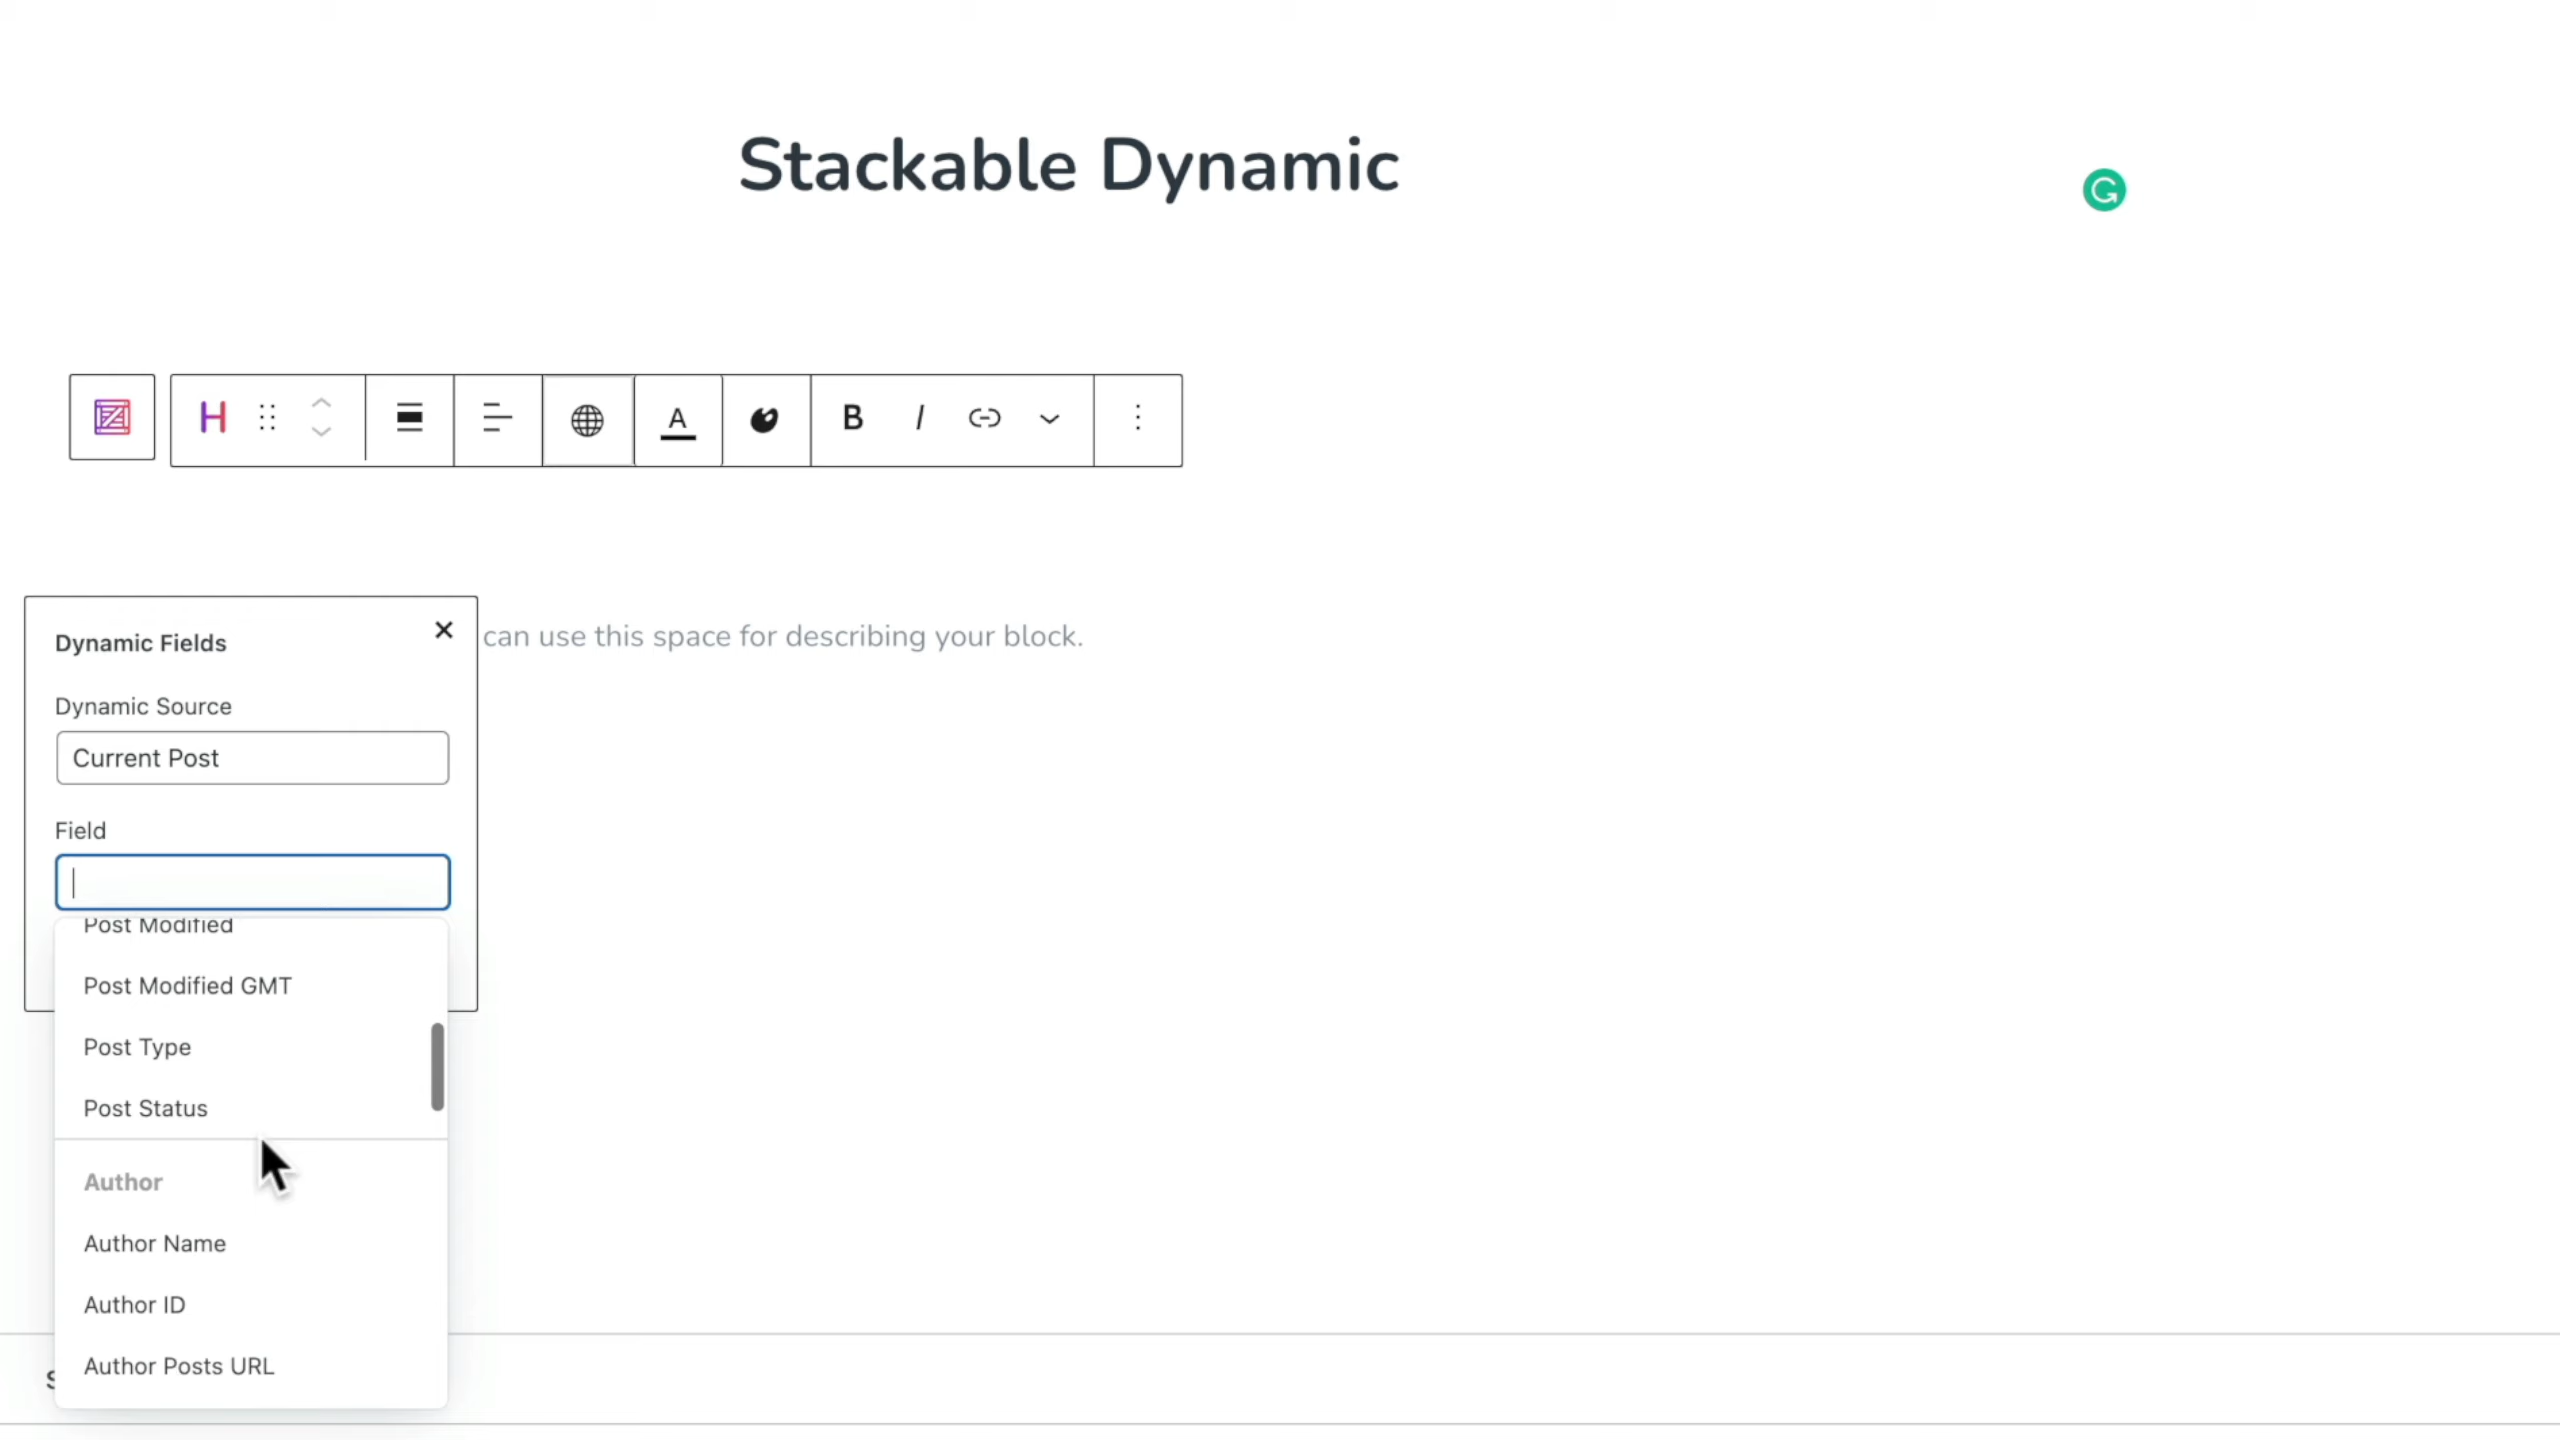 Stackable Dynamic
H
A
B I
can use this space for describing your block.
Dynamic Fields
Dynamic Source
Current Post
Field
Post Modified
Post Modified GMT
Post Type
Post Status
Author
Author Name
Author ID
Author Posts URL